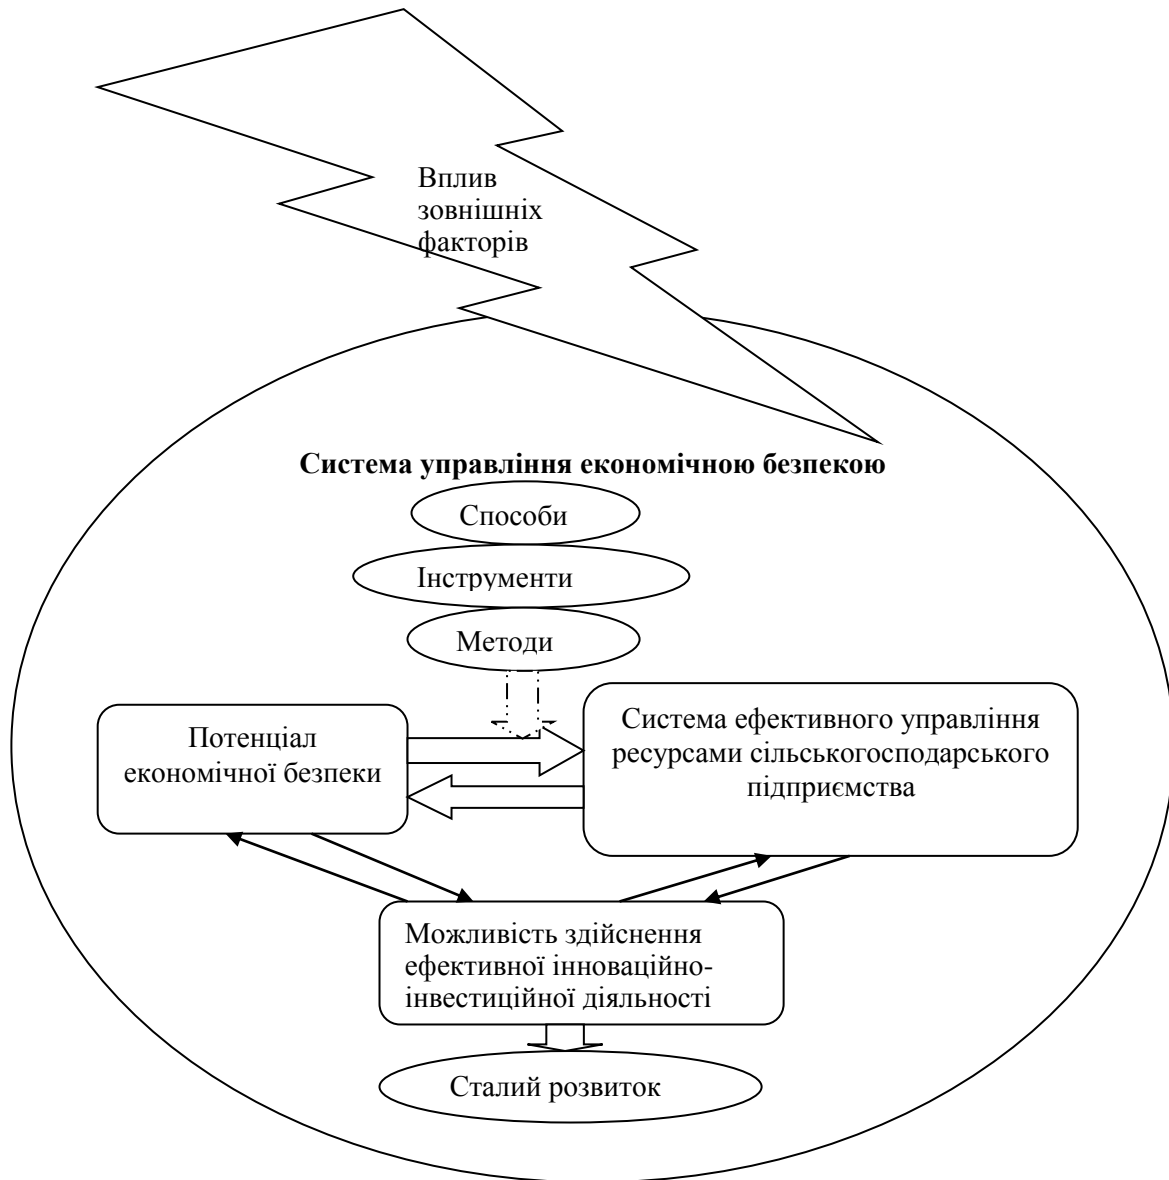 Вплив
зовнішніх
факторів
Система управління економічною безпекою
Способи
Інструменти
Методи
Потенціал
економічної безпеки
Система ефективного управління
ресурсами сільськогосподарського
підприємства
Можливість здійснення
ефективної інноваційно-
інвестиційної діяльності
Сталий розвиток